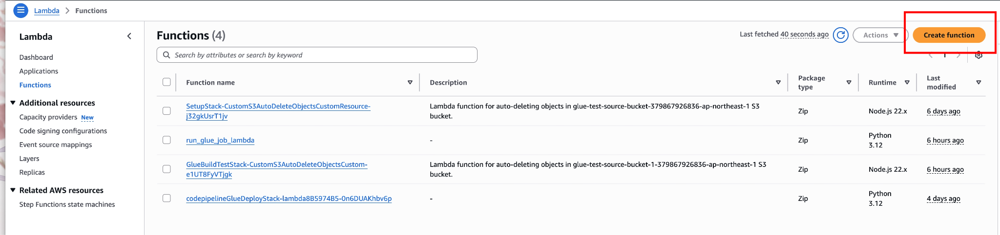 Lambda > Functions
Lambda
Dashboard
Applications
Functions
Additional resources
Capacity providers New
Code signing configurations
Event source mappings
Layers
Replicas
Related AWS resources
Step Functions state machines
Functions (4)
Last fetched 40 seconds ago
Actions
Create function
Search by attributes or search by keyword
1
Function name
Description
Package
type
Runtime
Last
modified
SetupStack-CustomS3AutoDeleteObjectsCustomResource-
j32gkUsrT1jv
Lambda function for auto-deleting objects in glue-test-source-bucket-379867926836-ap-northeast-1 S3
bucket.
Zip
Node.js 22.x
6 days ago
run_glue_job_lambda
-
Zip
Python
3.12
6 hours ago
GlueBuildTestStack-CustomS3AutoDeleteObjectsCustom-
e1UT8FyVTjgk
Lambda function for auto-deleting objects in glue-test-source-bucket-1-379867926836-ap-northeast-1 S3
bucket.
Zip
Node.js 22.x
6 hours ago
codepipelineGlueDeployStack-lambda8B5974B5-0n6DUAKhbv6p
-
Zip
Python
3.12
4 days ago